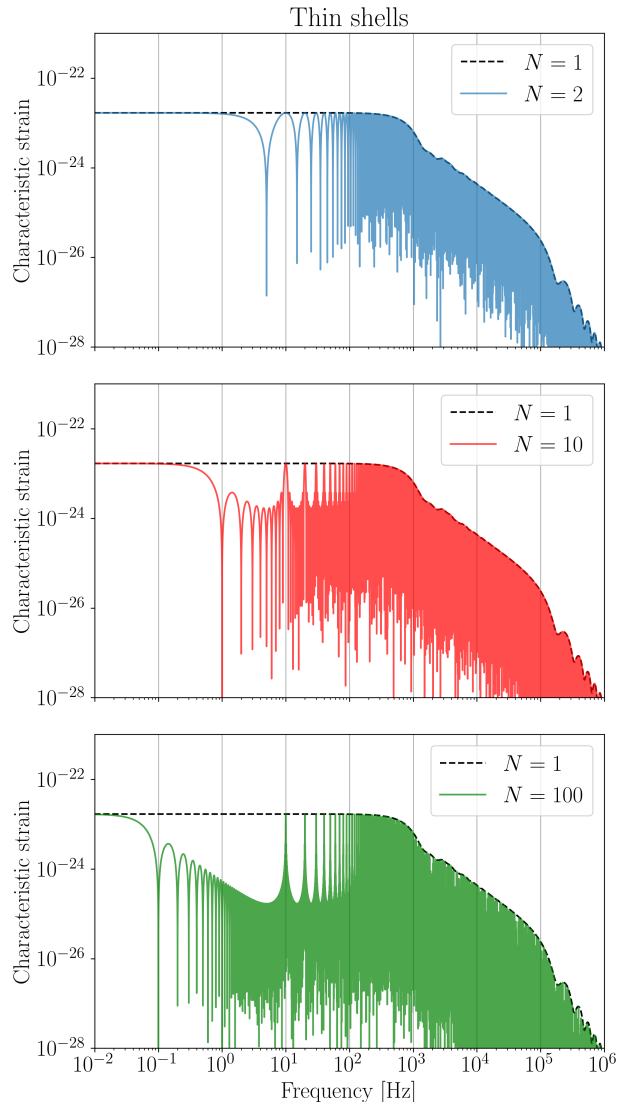 Thin shells
10^{-22}
10^{-24}
10^{-26}
10^{-28}
Characteristic strain
N = 1
N = 2
10^{-22}
10^{-24}
10^{-26}
10^{-28}
Characteristic strain
N = 1
N = 10
10^{-22}
10^{-24}
10^{-26}
10^{-28}
Characteristic strain
N = 1
N = 100
10^{-2} 10^{-1} 10^{0} 10^{1} 10^{2} 10^{3} 10^{4} 10^{5} 10^{6}
Frequency [Hz]